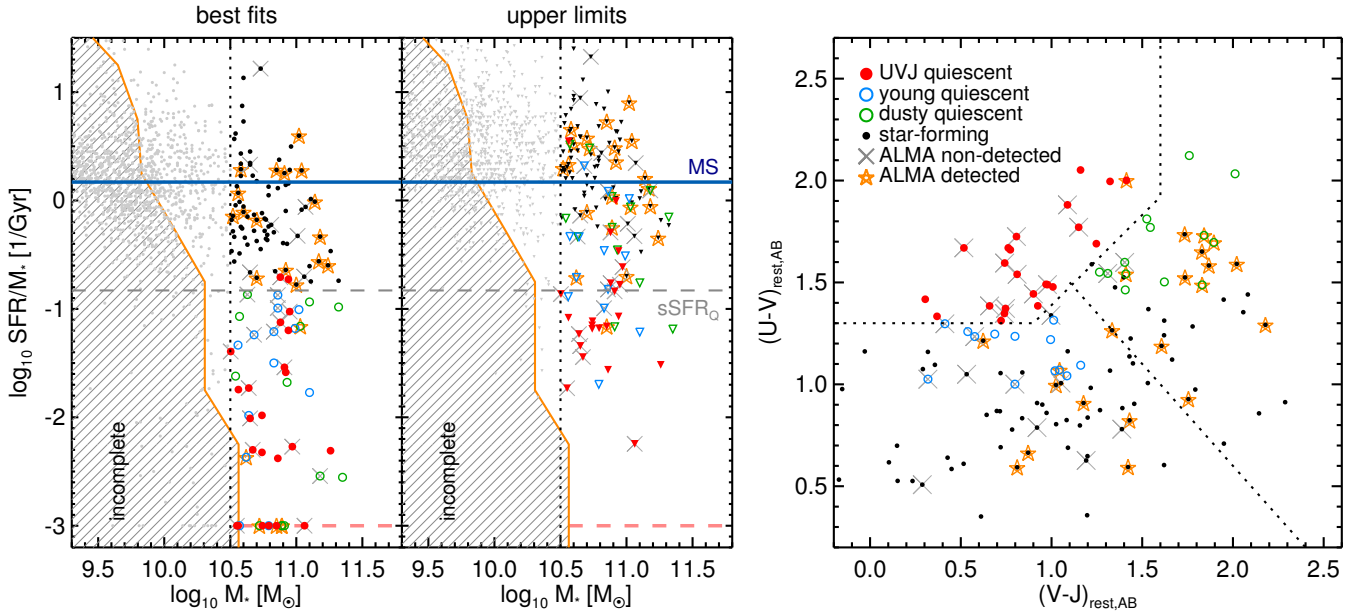 best fits
upper limits
log₁₀ SFR/M* [1/Gyr]
1
0
-1
-2
-3
incomplete
incomplete
MS
sSFR_Q
9.5 10.0 10.5 11.0 11.5
9.5 10.0 10.5 11.0 11.5
log₁₀ M* [M⊙]
log₁₀ M* [M⊙]
(U-V)rest,AB
2.5
2.0
1.5
1.0
0.5
UVJ quiescent
young quiescent
dusty quiescent
star-forming
ALMA non-detected
ALMA detected
0.0 0.5 1.0 1.5 2.0 2.5
(V-J)rest,AB